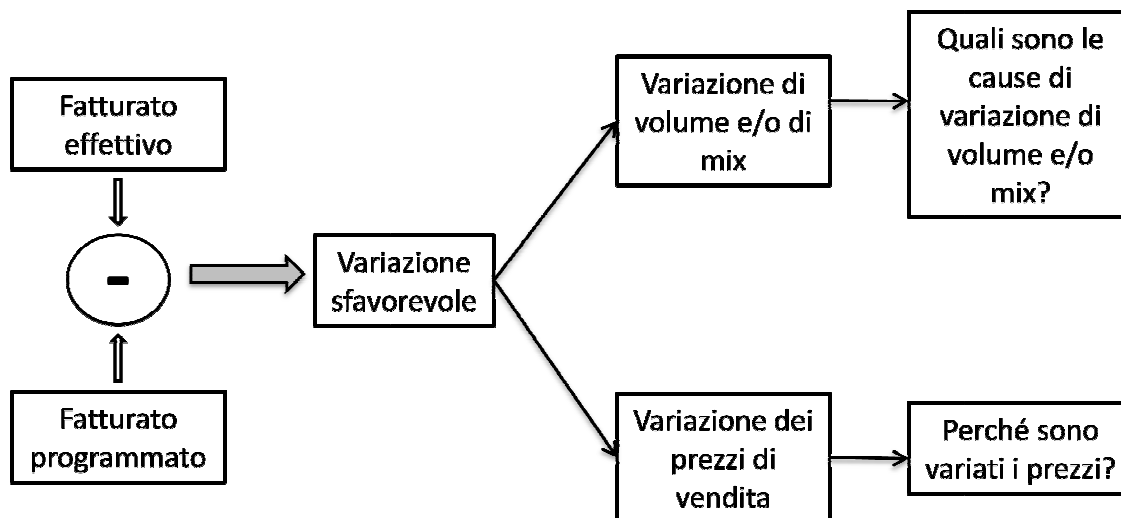 Fatturato
effettivo
-
Fatturato
programmato
Variazione
sfavorevole
Variazione di
volume e/o di
mix
Quali sono le
cause di
variazione di
volume e/o
mix?
Variazione dei
prezzi di
vendita
Perché sono
variati i prezzi?